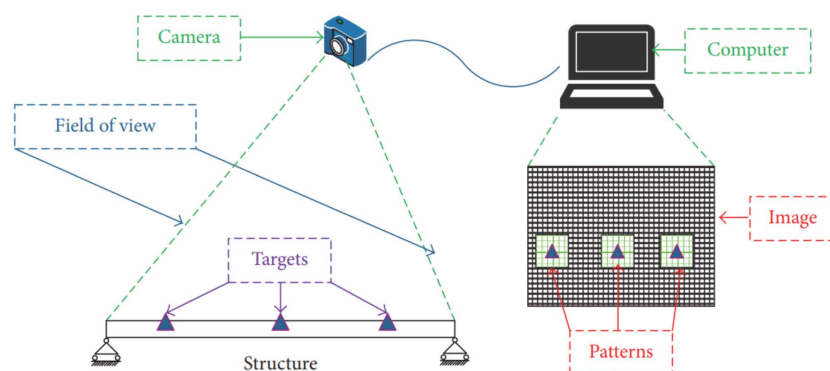 Camera
Computer
Field of view
Image
Targets
Patterns
Structure